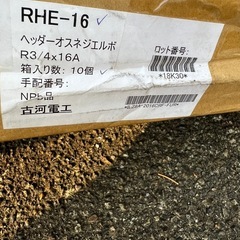 RHE-16
ヘッダーオスネジエルボ
R3/4x16A
箱入り数: 10個
手配番号:
NPL品
古河電工
ロット番号:
*18K30*